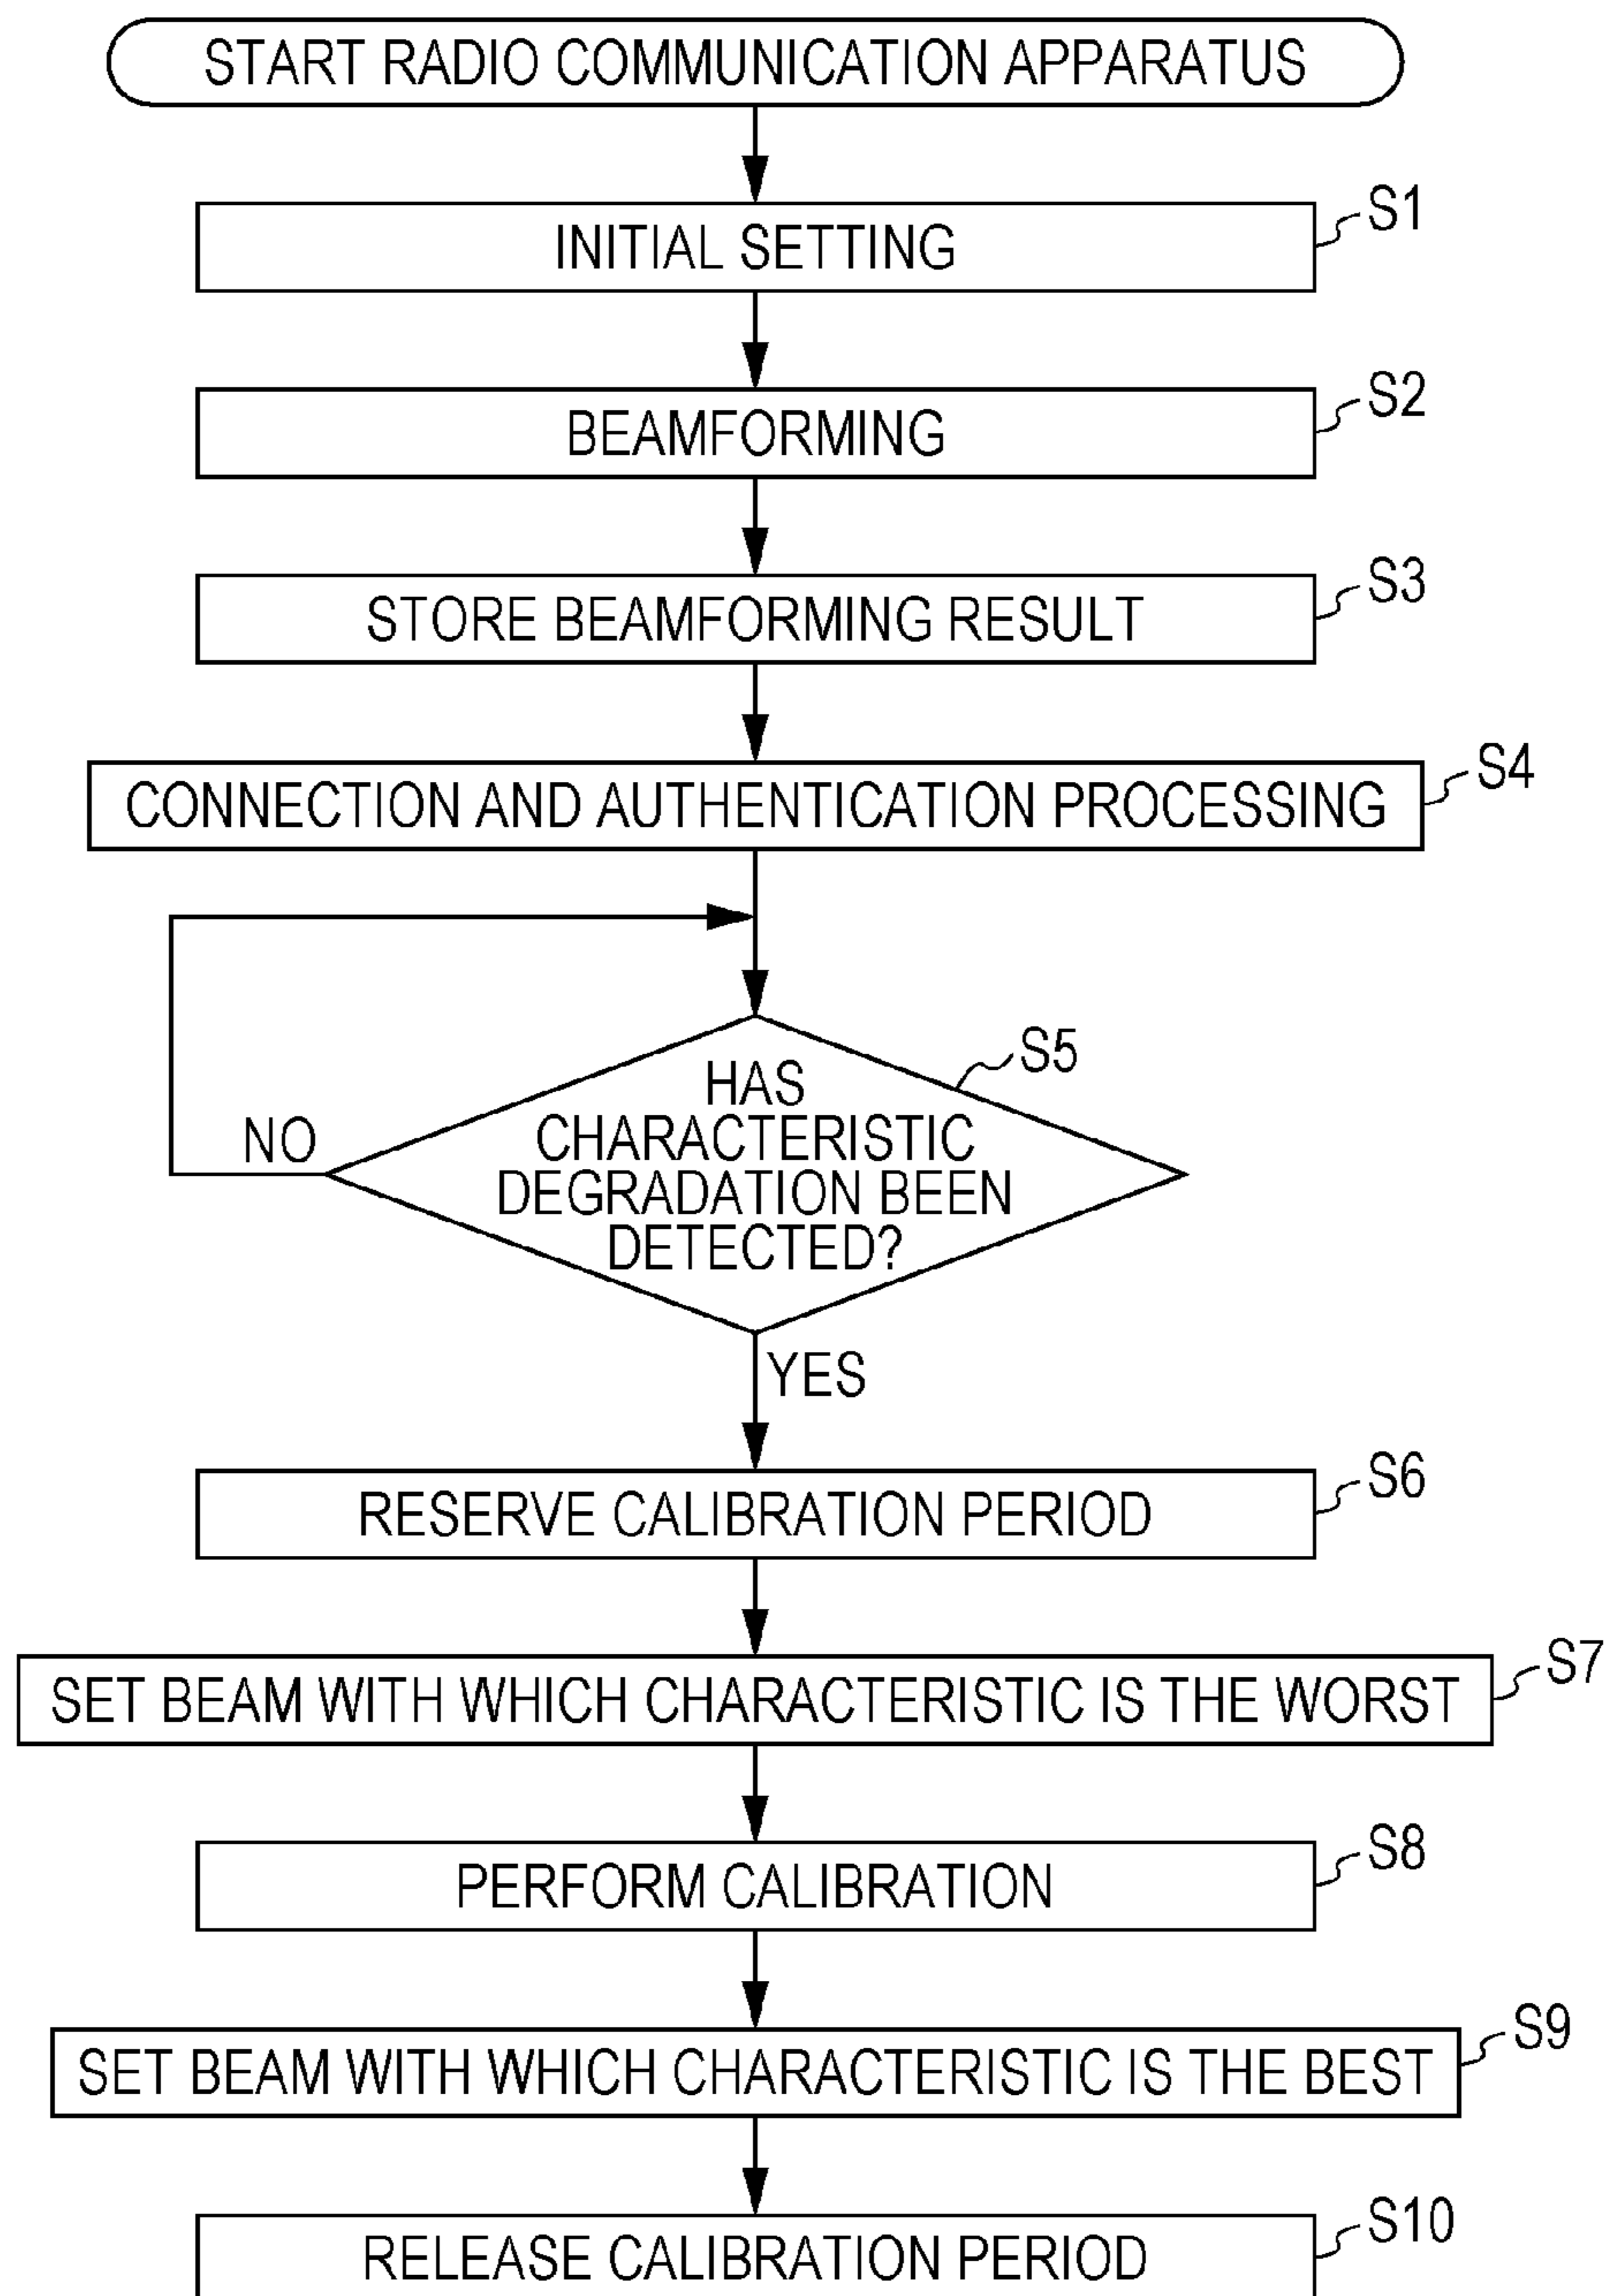 START RADIO COMMUNICATION APPARATUS
S1
INITIAL SETTING
S2
BEAMFORMING
S3
STORE BEAMFORMING RESULT
S4
CONNECTION AND AUTHENTICATION PROCESSING
S5
HAS
CHARACTERISTIC
DEGRADATION BEEN
DETECTED?
NO
YES
S6
RESERVE CALIBRATION PERIOD
S7
SET BEAM WITH WHICH CHARACTERISTIC IS THE WORST
S8
PERFORM CALIBRATION
S9
SET BEAM WITH WHICH CHARACTERISTIC IS THE BEST
S10
RELEASE CALIBRATION PERIOD